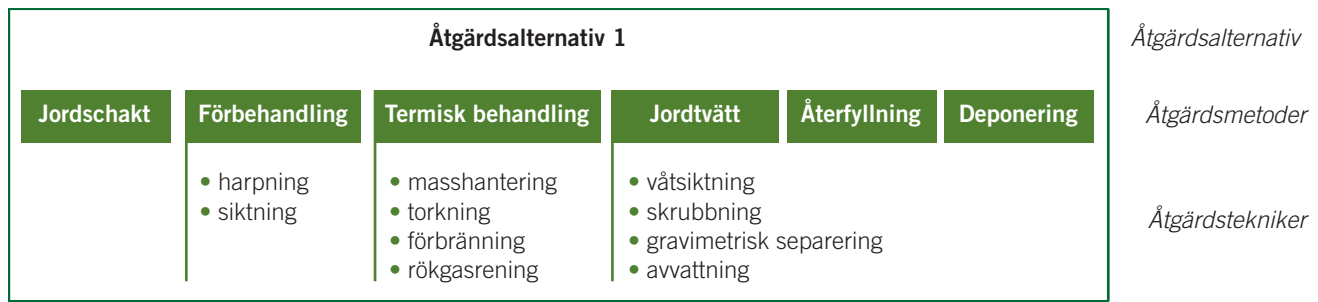 Åtgärdsalternativ 1
Åtgärdsalternativ
Jordschakt Förbehandling Termisk behandling Jordtvätt Återfyllning Deponering
Åtgärdsmetoder
• harpning
• siktning
• masshantering
• torkning
• förbränning
• rökgasrening
• våtsiktning
• skrubbning
• gravimetrisk separering
• avvattning
Åtgärdstekniker